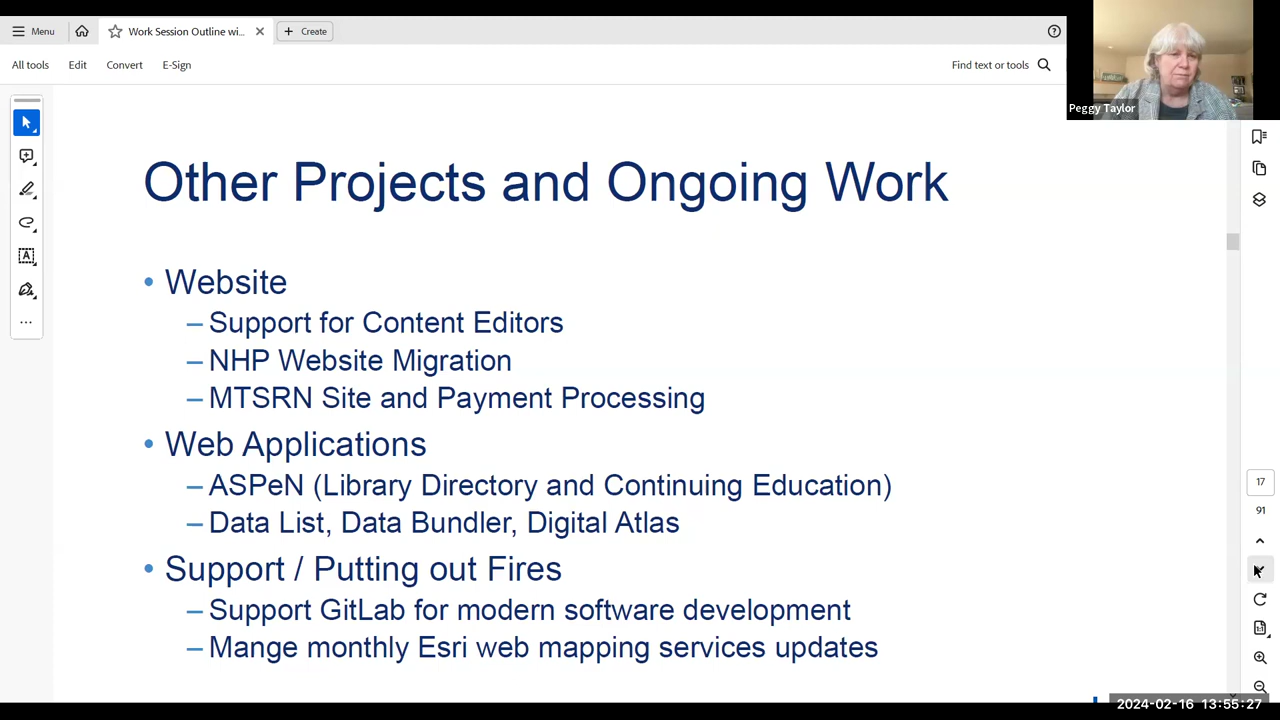 Menu
Work Session Outline wi...
Create
All tools
Edit
Convert
E-Sign
Find text or tools
Peggy Taylor
Other Projects and Ongoing Work
• Website
– Support for Content Editors
– NHP Website Migration
– MTSRN Site and Payment Processing
• Web Applications
– ASPeN (Library Directory and Continuing Education)
– Data List, Data Bundler, Digital Atlas
• Support / Putting out Fires
– Support GitLab for modern software development
– Mange monthly Esri web mapping services updates
17
91
2024-02-16 13:55:27